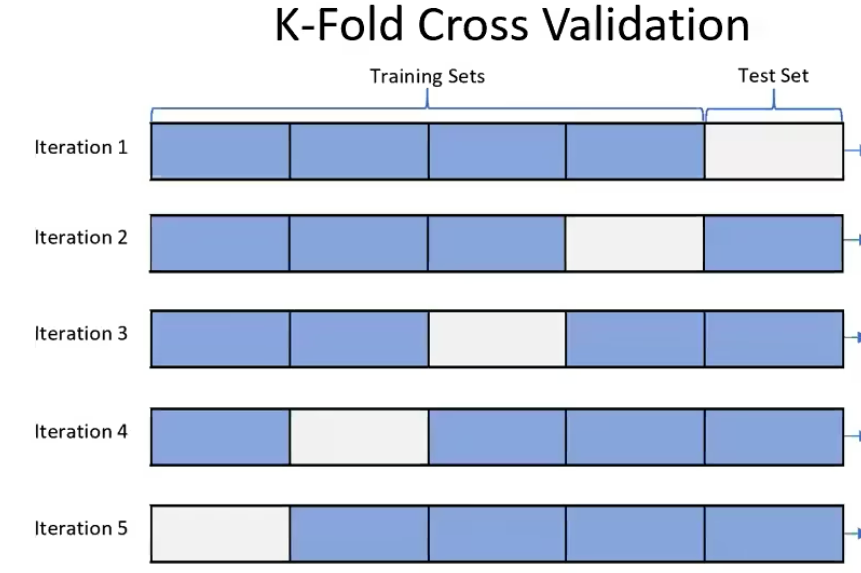 K-Fold Cross Validation
Training Sets
Test Set
Iteration 1
Iteration 2
Iteration 3
Iteration 4
Iteration 5